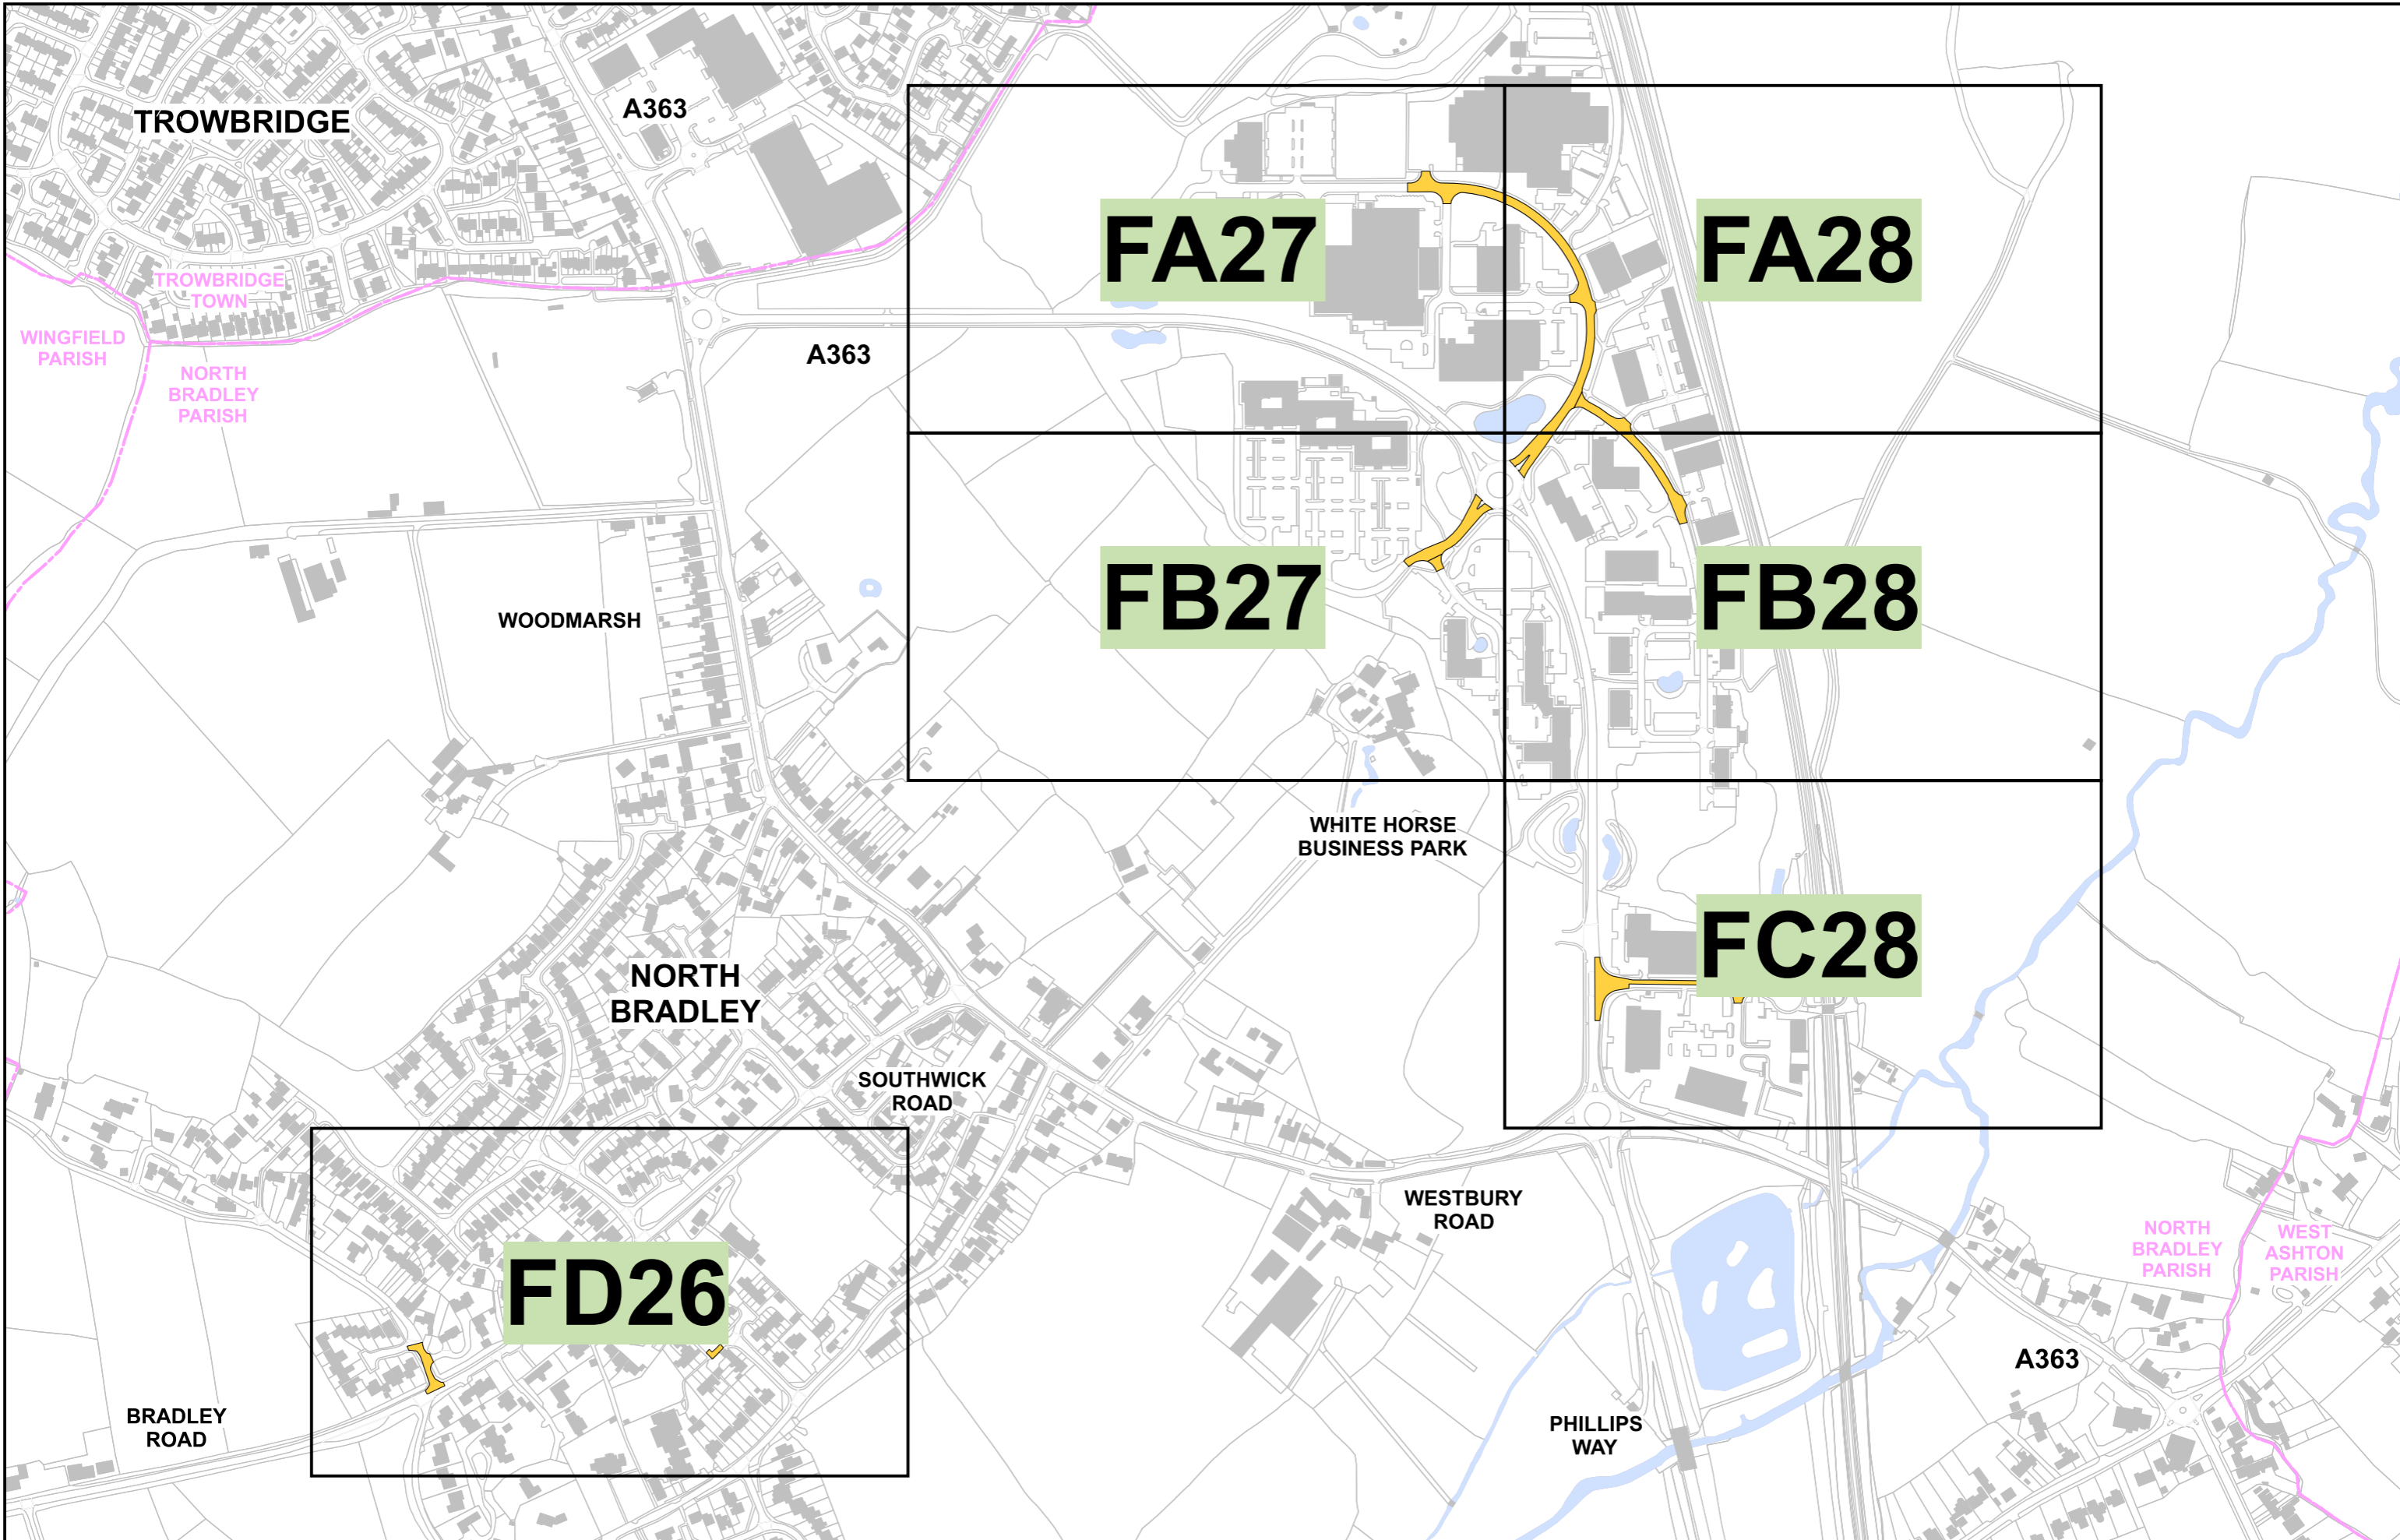 A363
TROWBRIDGE
FA27
FA28
TROWBRIDGE
TOWN
WINGFIELD
PARISH
A363
NORTH
BRADLEY
PARISH
FB27
FB28
WOODMARSH
WHITE HORSE
BUSINESS PARK
FC28
NORTH
BRADLEY
SOUTHWICK
ROAD
WESTBURY
ROAD
NORTH
BRADLEY
PARISH
WEST
ASHTON
PARISH
FD26
A363
BRADLEY
ROAD
PHILLIPS
WAY